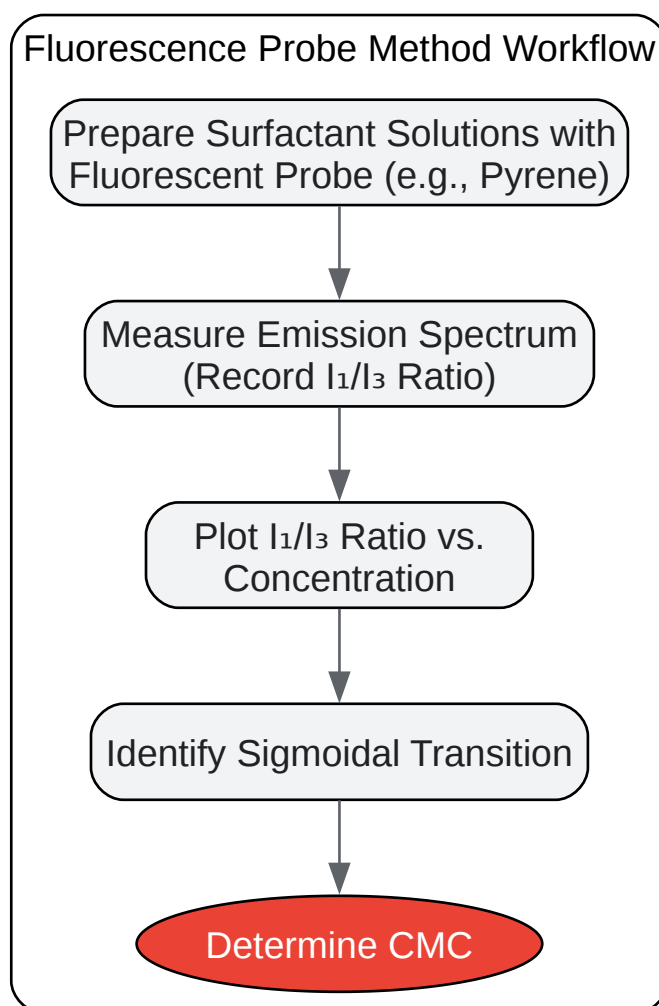 Fluorescence Probe Method Workflow
Prepare Surfactant Solutions with
Fluorescent Probe (e.g., Pyrene)
Measure Emission Spectrum
(Record I₁/I₃ Ratio)
Plot I₁/I₃ Ratio vs.
Concentration
Identify Sigmoidal Transition
Determine CMC